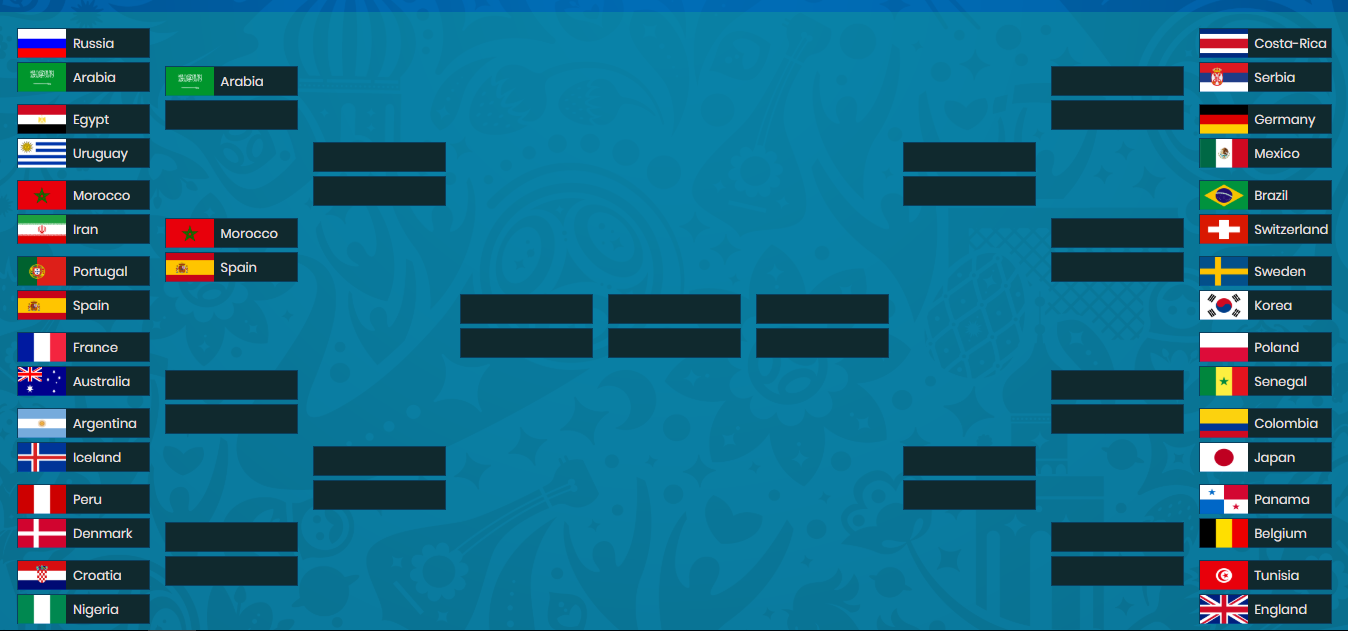 Russia
Arabia
Egypt
Uruguay
Morocco
Iran
Portugal
Spain
France
Australia
Argentina
Iceland
Peru
Denmark
Croatia
Nigeria
Arabia
Morocco
Spain
Costa-Rica
Serbia
Germany
Mexico
Brazil
Switzerland
Sweden
Korea
Poland
Senegal
Colombia
Japan
Panama
Belgium
Tunisia
England